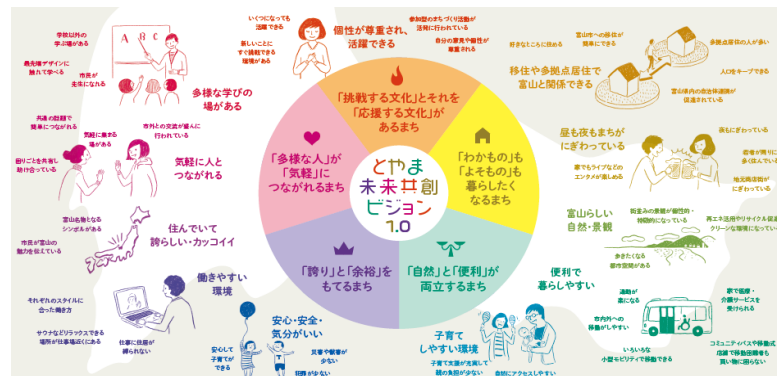 学校以外の
学ぶ場がある
最先端デザインに
触れて学べる
市民が
先生になれる
多様な学びの
場がある
いくつになっても
活躍できる
新しいことに
すぐ挑戦できる
環境がある
個性が尊重され、
活躍できる
参加型のまちづくり活動が
活発に行われている
自分の意見や個性が
尊重される
富山市への移住が
簡単にできる
好きなところに住める
多拠点居住の人が多い
移住や多拠点居住で
富山と関係できる
人口をキープできる
富山県内の自治体連携が
促進されている
共通の話題で
簡単につながれる
気軽に集まる
場がある
市外との交流が盛んに
行われている
困りごとを共有し
助け合っている
気軽に人と
つながれる
昼も夜もまちが
にぎわっている
夜もにぎわっている
若者が周りに
多く住んでいる
家でもライブなどの
エンタメが楽しめる
地元商店街が
にぎわっている
「挑戦する文化」とそれを
「応援する文化」が
あるまち
「多様な人」が
「気軽」に
つながれるまち
「わかもの」も
「よそもの」も
暮らしたく
なるまち
とやま
未来共創
ビジョン
1.0
「誇り」と「余裕」を
もてるまち
「自然」と「便利」が
両立するまち
富山名物となる
シンボルがある
市民が富山の
魅力を伝えている
住んでいて
誇らしい・カッコイイ
富山らしい
自然・景観
街並みの景観が個性的・
特徴的になっている
再エネ活用やリサイクル促進で
クリーンな環境になっている
歩きたくなる
都市空間がある
働きやすい
環境
それぞれのスタイルに
合った働き方
サウナなどリラックスできる
場所が仕事場近くにある
仕事に住居が
縛られない
安心・安全・
気分がいい
安心して
子育てが
できる
災害や被害が
少ない
犯罪が少ない
子育て
しやすい環境
子育て支援が充実して
親の負担が少ない
自然にアクセスしやすい
便利で
暮らしやすい
通勤が
楽になる
家で医療・
介護サービスを
受けられる
市内外への
移動がしやすい
いろいろな
小型モビリティで移動できる
コミュニティバスや移動式
店舗で移動困難者も
買い物に困らない